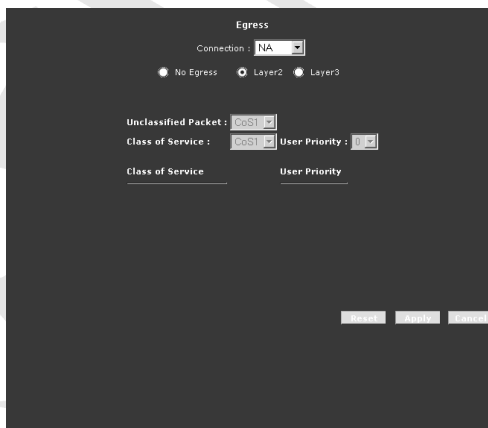 Egress
Connection : NA
No Egress Layer2 Layer3
Unclassified Packet : CoS1
Class of Service : CoS1 User Priority : 0
Class of Service User Priority
Reset Apply Cancel